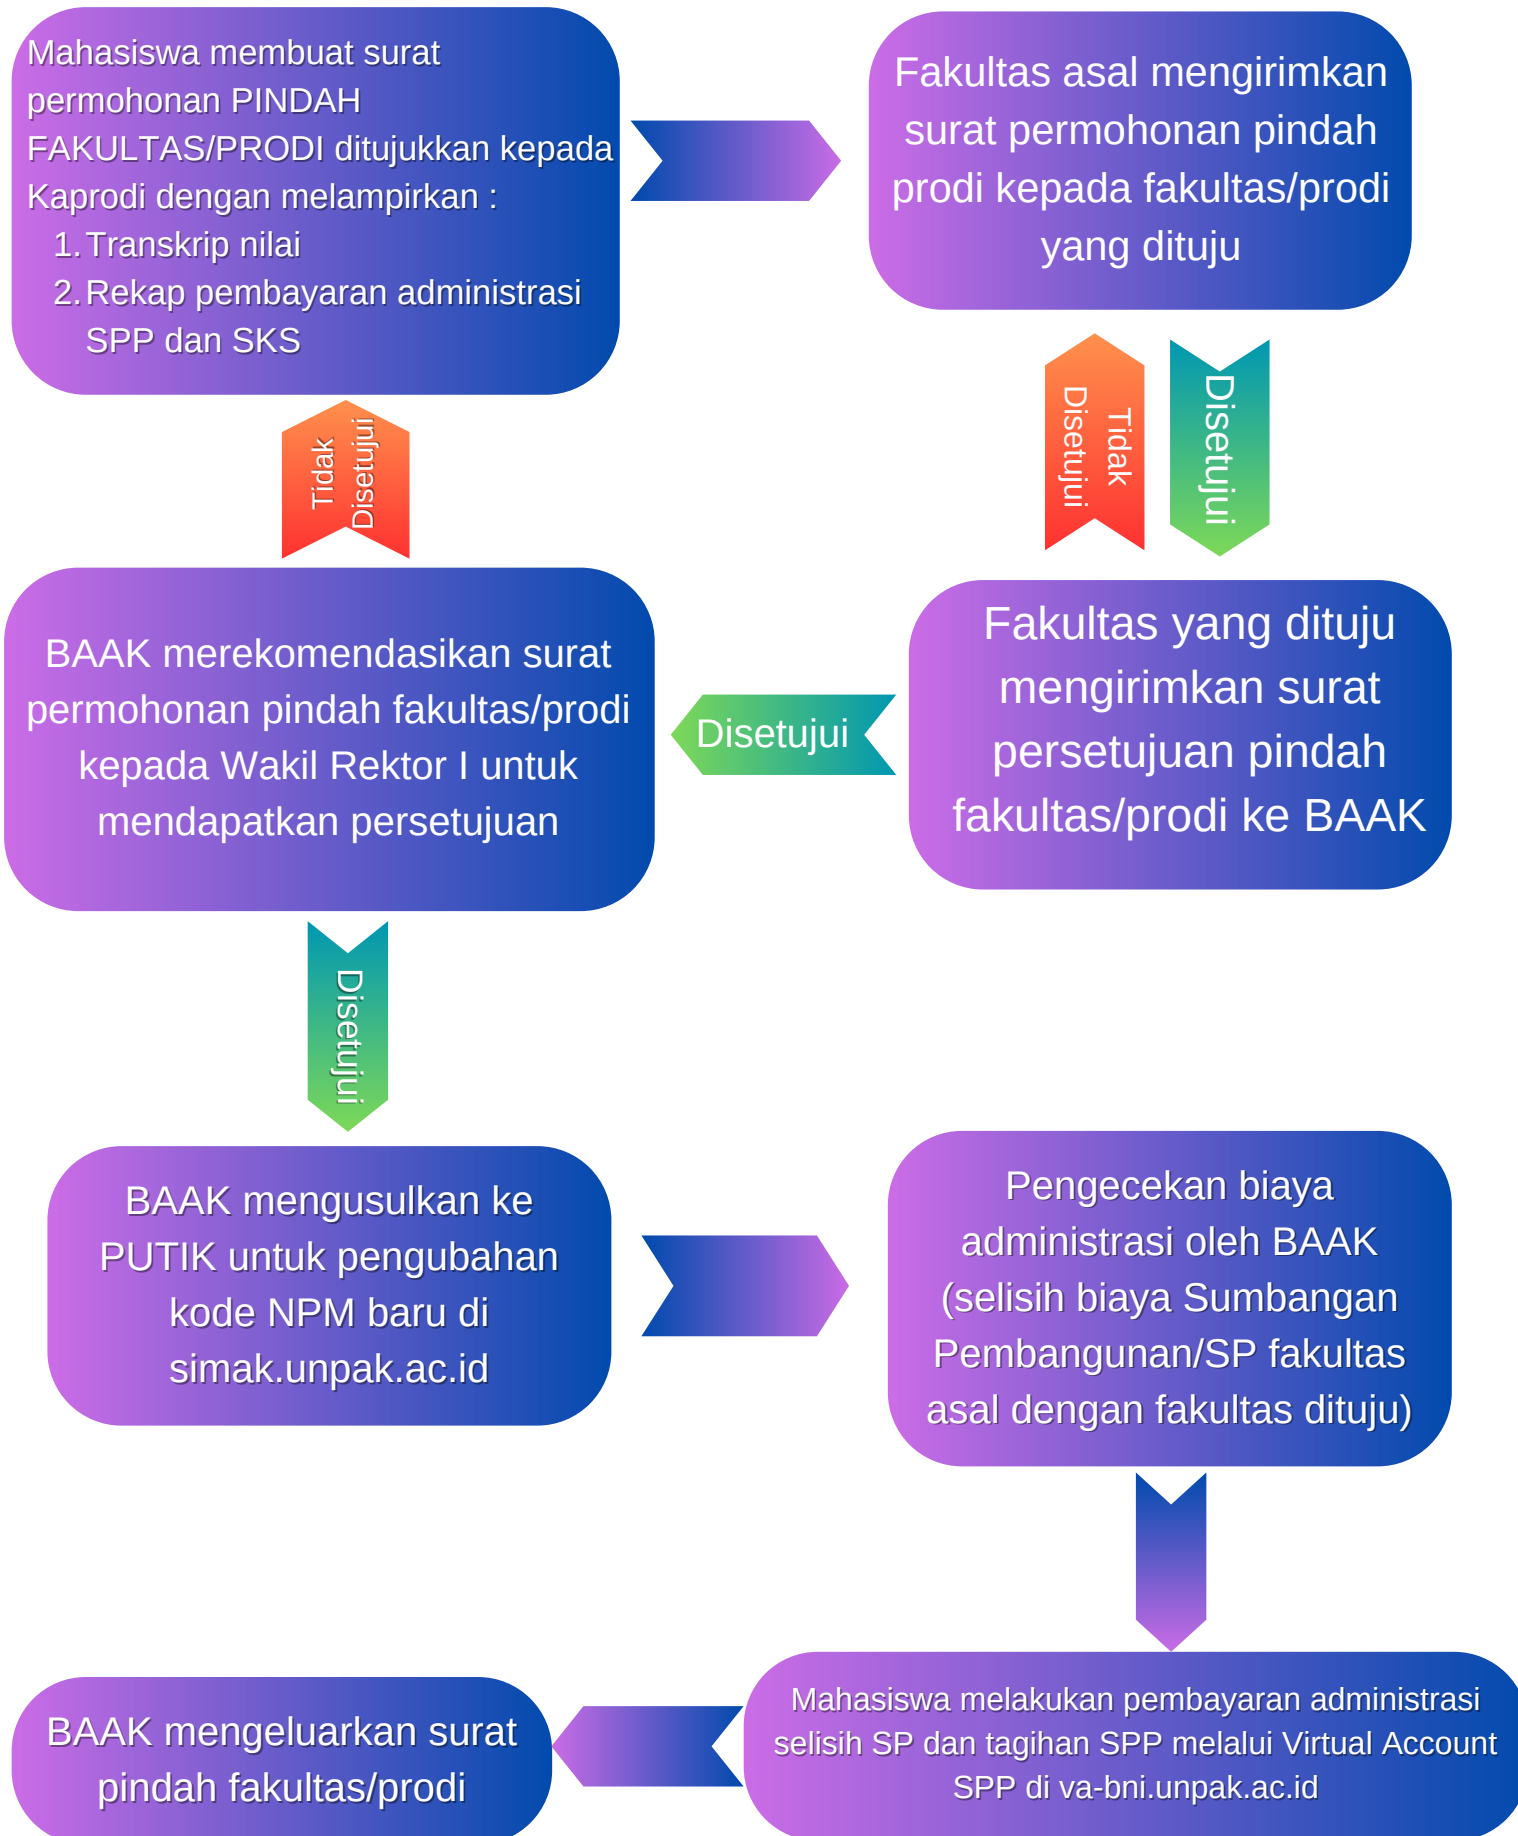 Mahasiswa membuat surat
permohonan PINDAH
FAKULTAS/PRODI ditujukkan kepada
Kaprodi dengan melampirkan :
1. Transkrip nilai
2. Rekap pembayaran administrasi
SPP dan SKS
Fakultas asal mengirimkan
surat permohonan pindah
prodi kepada fakultas/prodi
yang dituju
Tidak
Disetujui
Disetujui
Fakultas yang dituju
mengirimkan surat
persetujuan pindah
fakultas/prodi ke BAAK
Disetujui
BAAK merekomendasikan surat
permohonan pindah fakultas/prodi
kepada Wakil Rektor I untuk
mendapatkan persetujuan
Tidak
Disetujui
Disetujui
BAAK mengusulkan ke
PUTIK untuk pengubahan
kode NPM baru di
simak.unpak.ac.id
Pengecekan biaya
administrasi oleh BAAK
(selisih biaya Sumbangan
Pembangunan/SP fakultas
asal dengan fakultas dituju)
Mahasiswa melakukan pembayaran administrasi
selisih SP dan tagihan SPP melalui Virtual Account
SPP di va-bni.unpak.ac.id
BAAK mengeluarkan surat
pindah fakultas/prodi